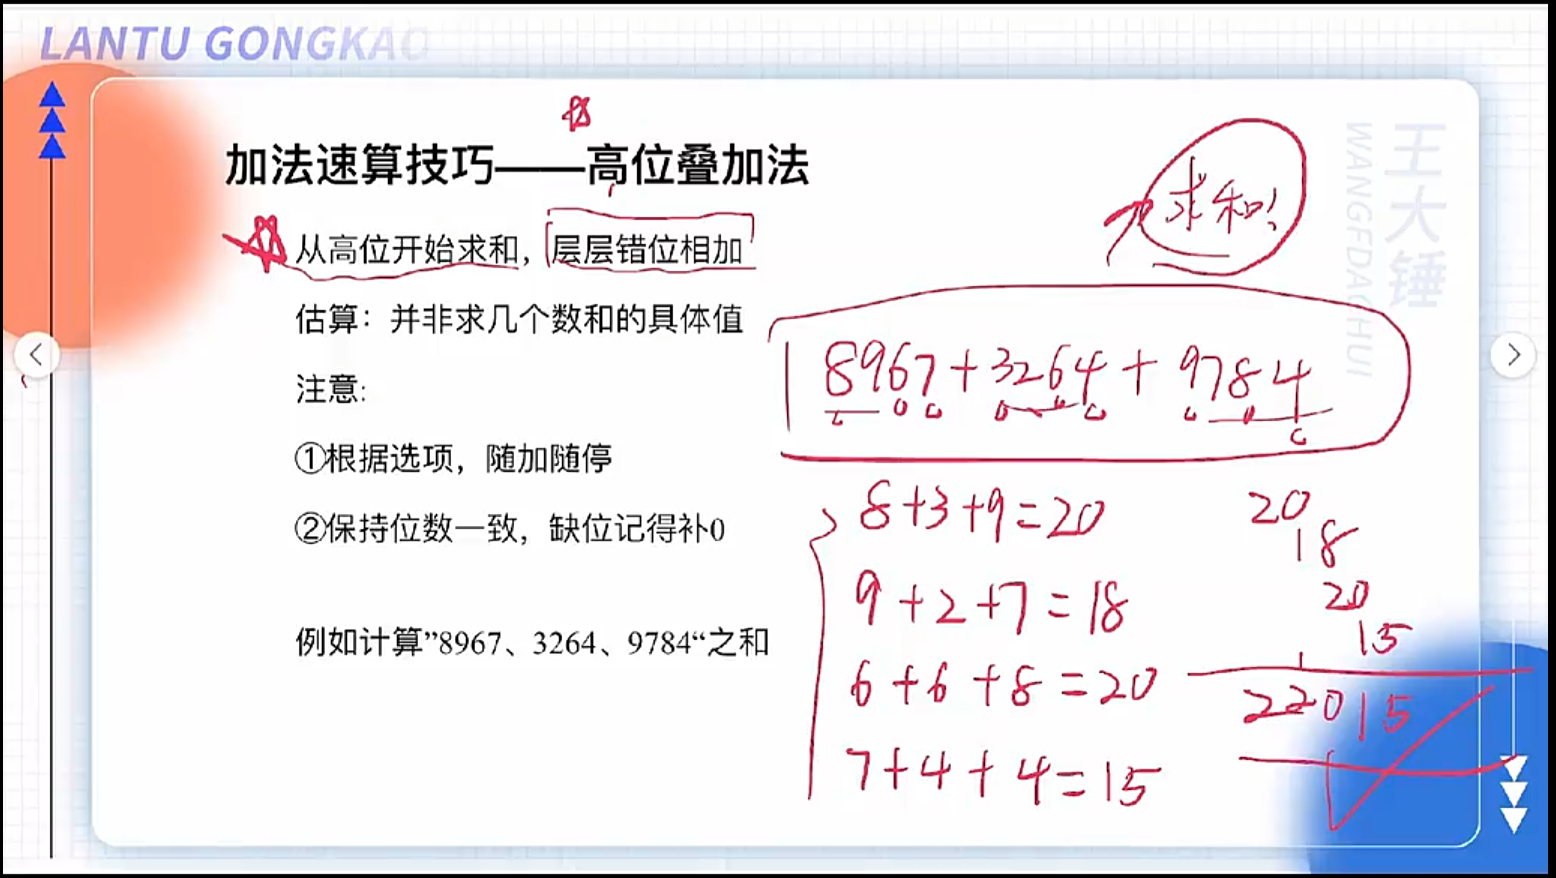 LANTU GONGKAO
加法速算技巧——高位叠加法
从高位开始求和，层层错位相加
估算：并非求几个数和的具体值
注意:
①根据选项，随加随停
②保持位数一致，缺位记得补0
例如计算”8967、3264、9784“之和
求和!
王大锤
WANGDACHUI
8967+3264+9784
8+3+9=20
9+2+7=18
6+6+8=20
7+4+4=15
20
18
20
15
22015